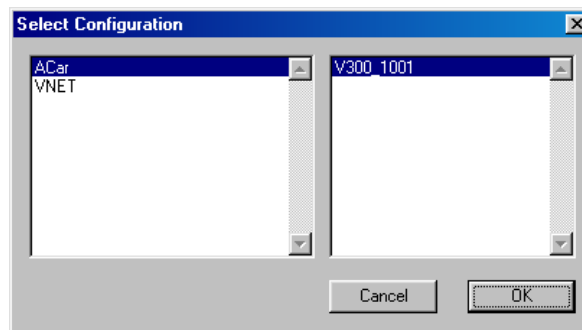 Select Configuration
ACar
VNET
V300_1001
Cancel
OK